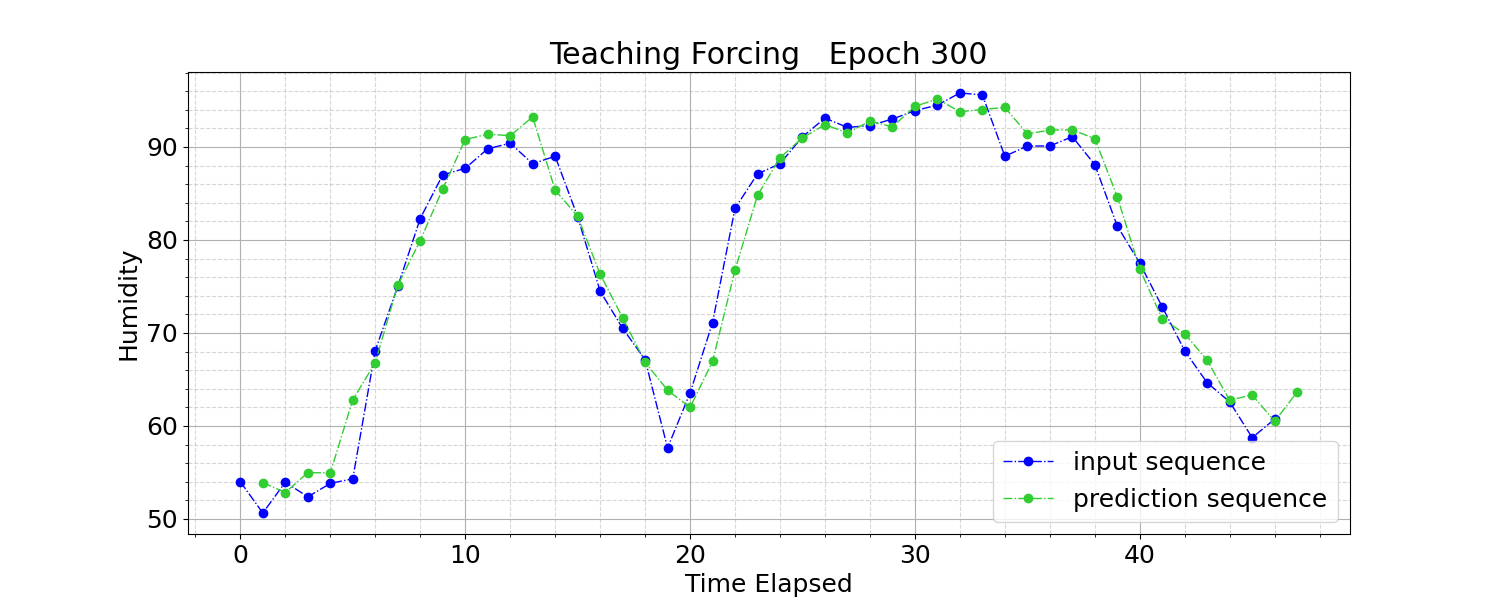 Teaching Forcing   Epoch 300
Humidity
90
80
70
60
50
input sequence
prediction sequence
0 10 20 30 40
Time Elapsed